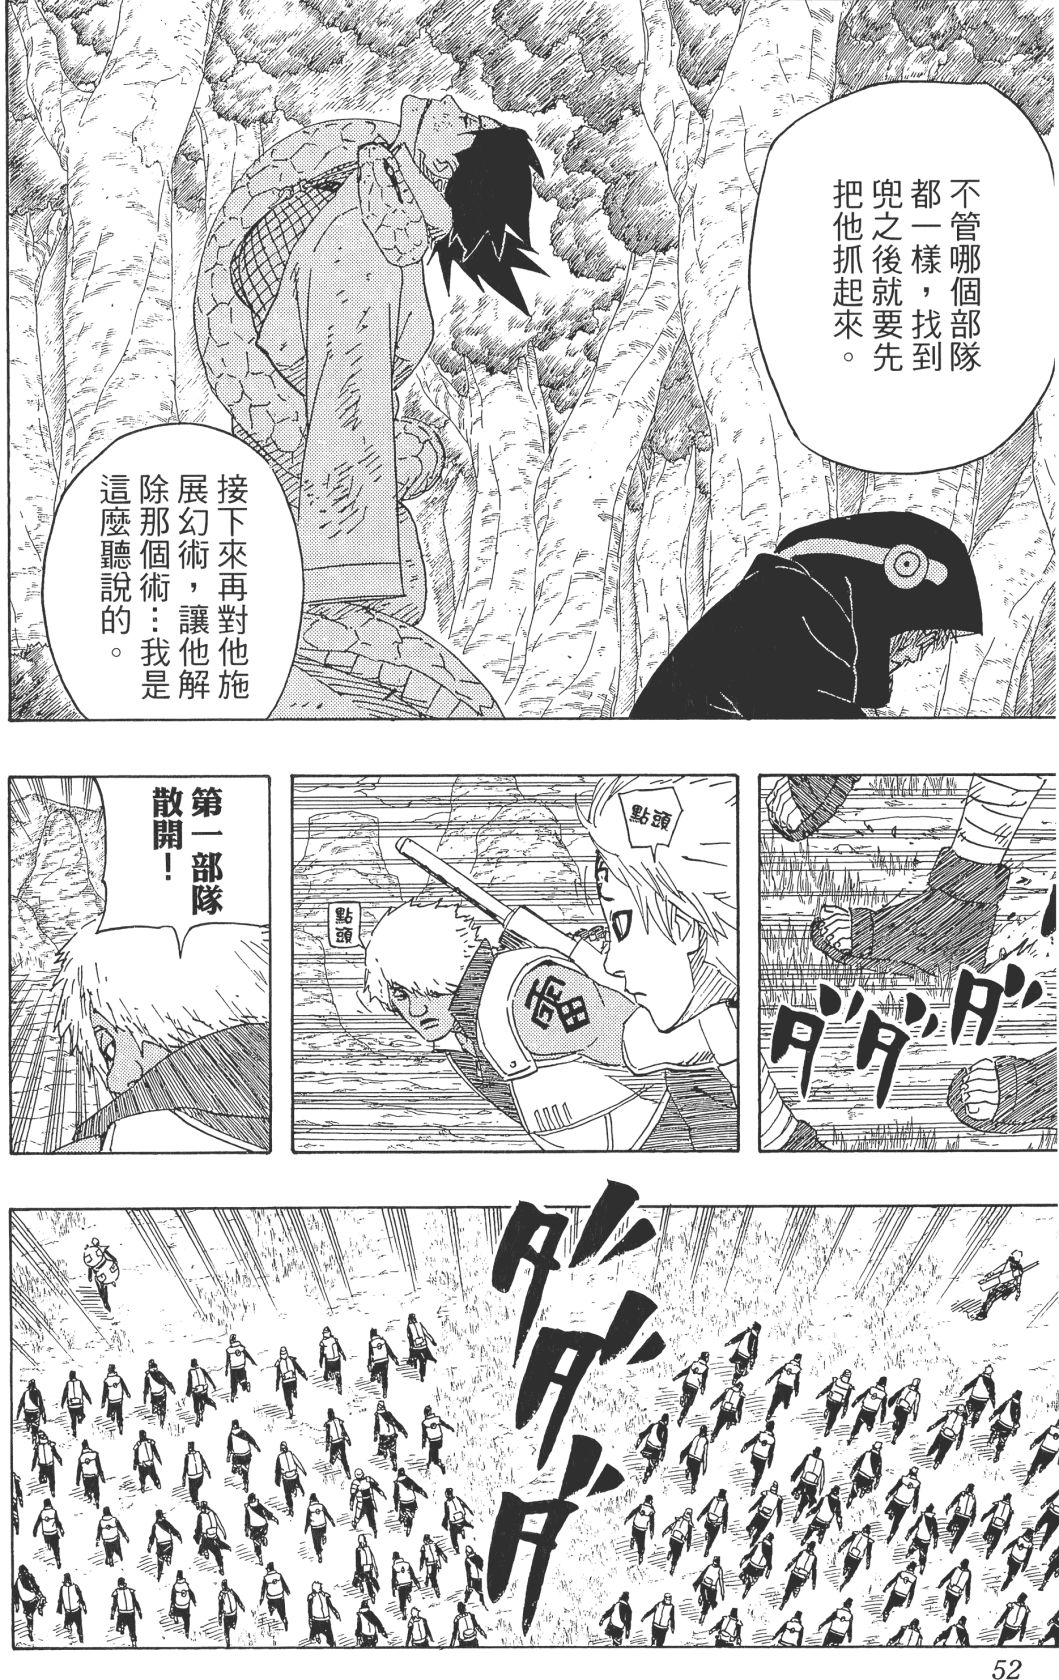 不管哪個部隊
都一樣，找到
兜之後就要先
把他抓起來。
接下來再對他施
展幻術，讓他解
除那個術…我是
這麼聽說的。
ダダダ
點頭
雷
點頭
第一部隊
散開！
ダダダ
52